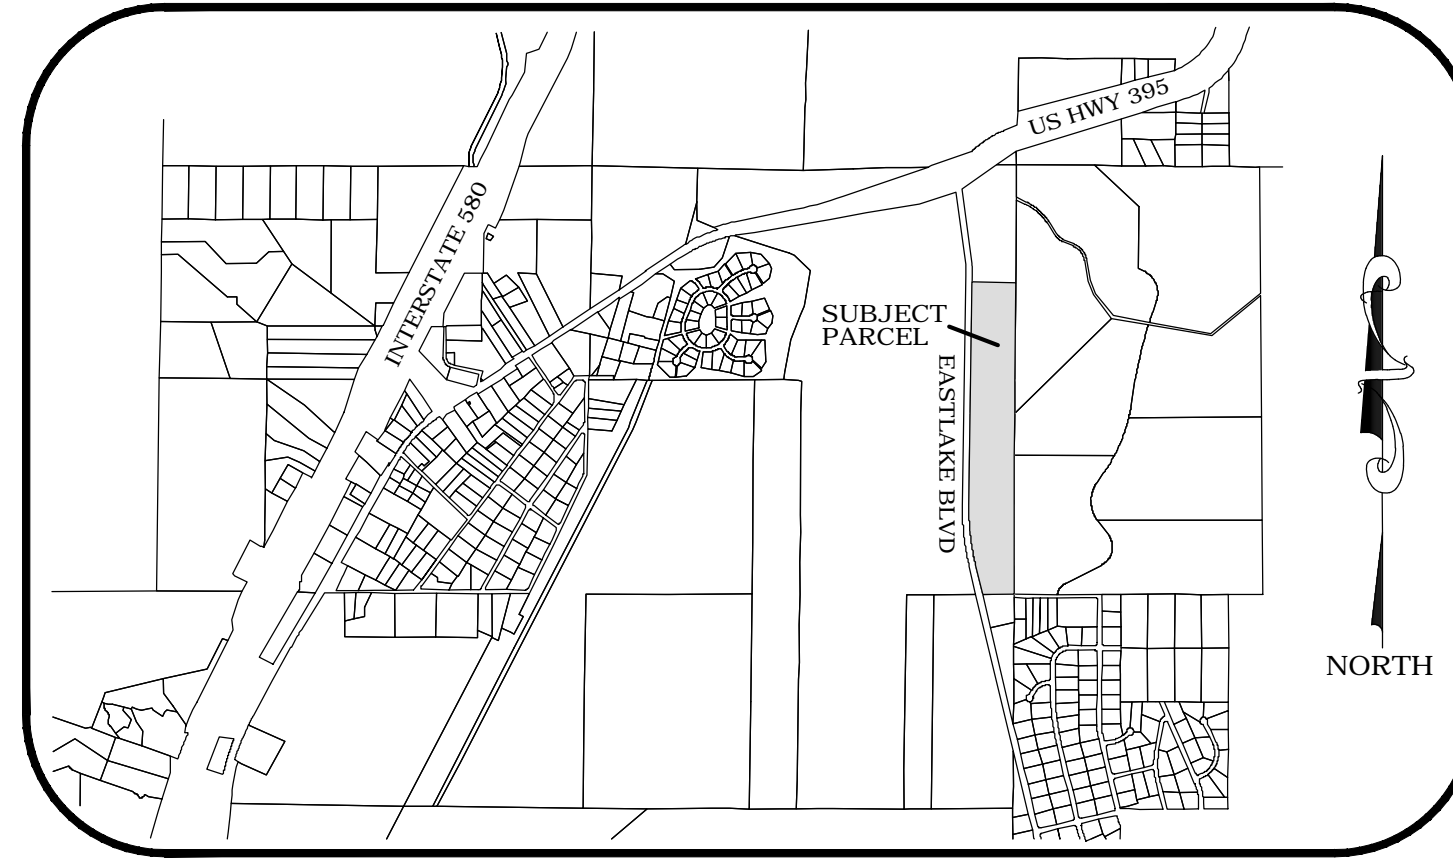 US HWY 395
INTERSTATE 580
SUBJECT
PARCEL
EASTLAKE BLVD
NORTH